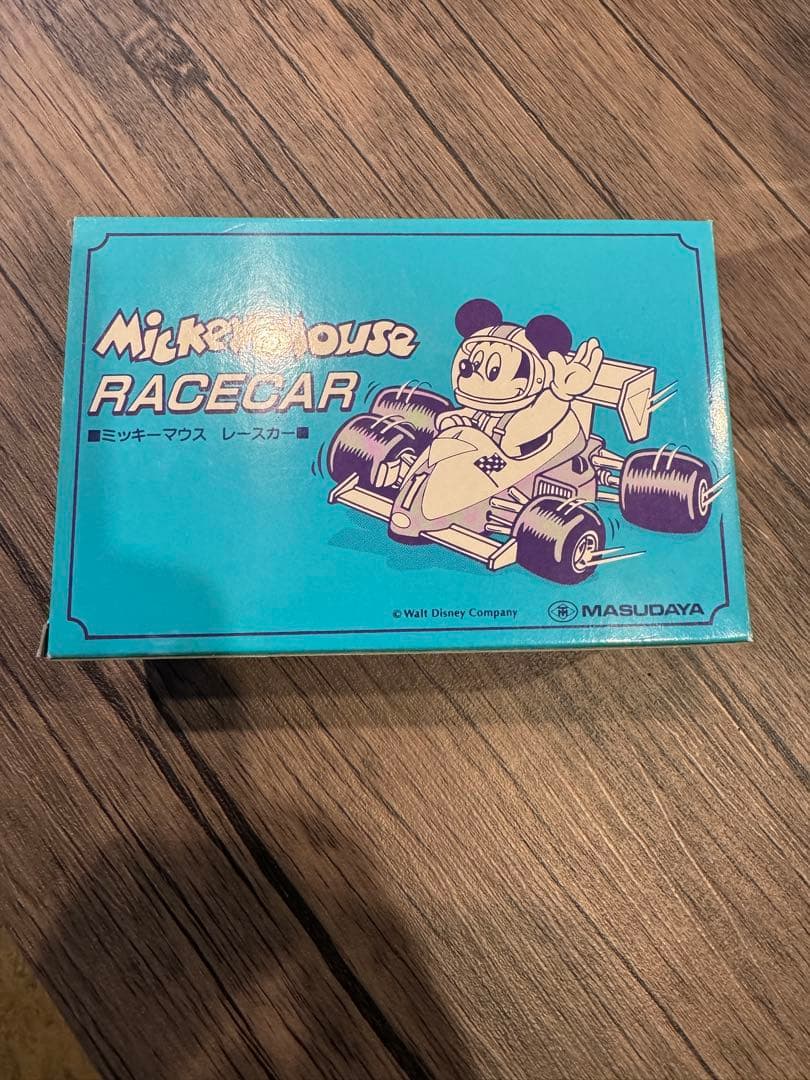 Mickey Mouse
RACECAR
■ミッキーマウス レースカー■
1
© Walt Disney Company
MASUDAYA